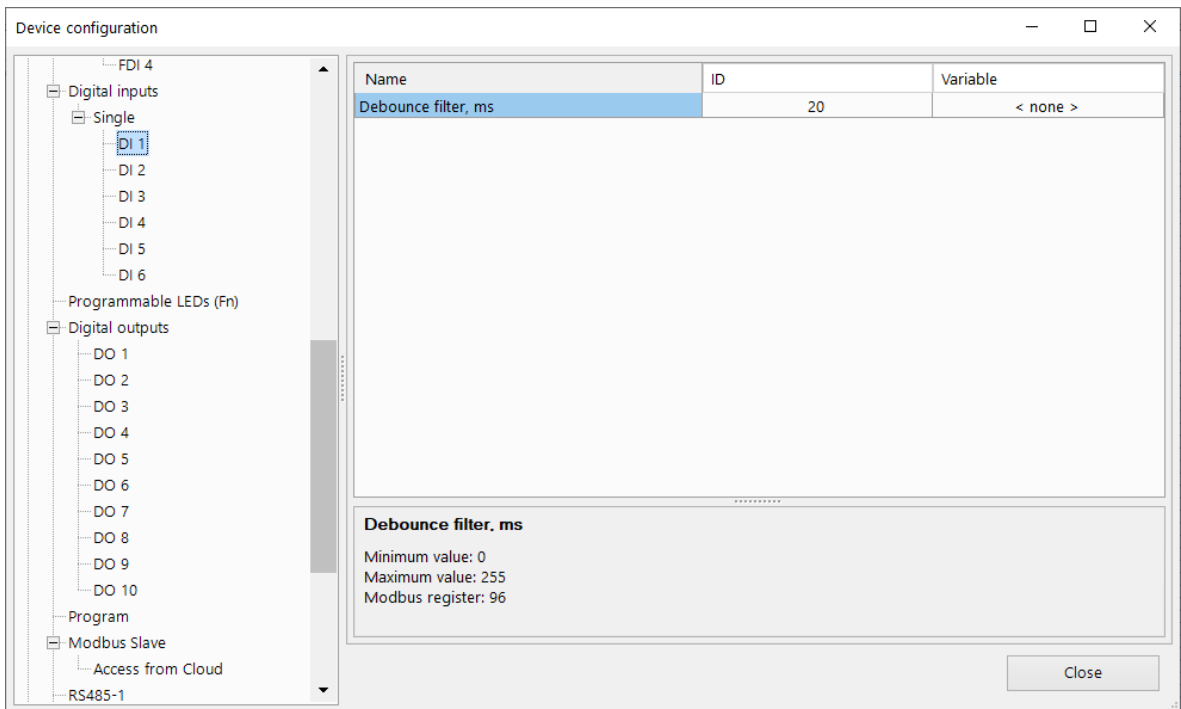 Device configuration
FDI 4
Digital inputs
Single
DI 1
DI 2
DI 3
DI 4
DI 5
DI 6
Programmable LEDs (Fn)
Digital outputs
DO 1
DO 2
DO 3
DO 4
DO 5
DO 6
DO 7
DO 8
DO 9
DO 10
Program
Modbus Slave
Access from Cloud
RS485-1
Name ID Variable
Debounce filter, ms 20 < none >
Debounce filter, ms
Minimum value: 0
Maximum value: 255
Modbus register: 96
Close